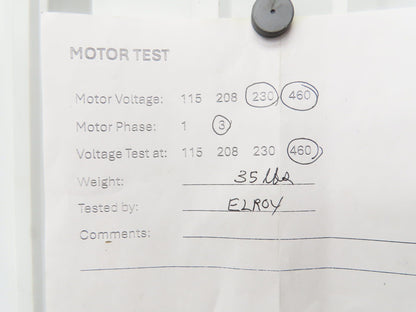 MOTOR TEST
Motor Voltage: 115 208 230 460
Motor Phase: 1 3
Voltage Test at: 115 208 230 460
Weight: 35 lbs
Tested by: ELROY
Comments: